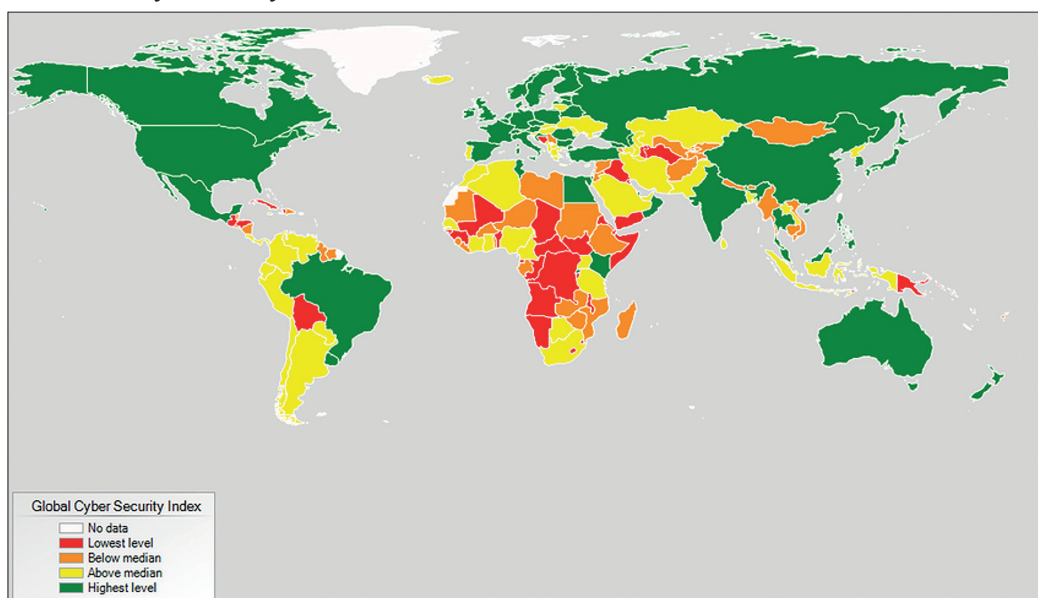 Global Cyber Security Index
No data
Lowest level
Below median
Above median
Highest level